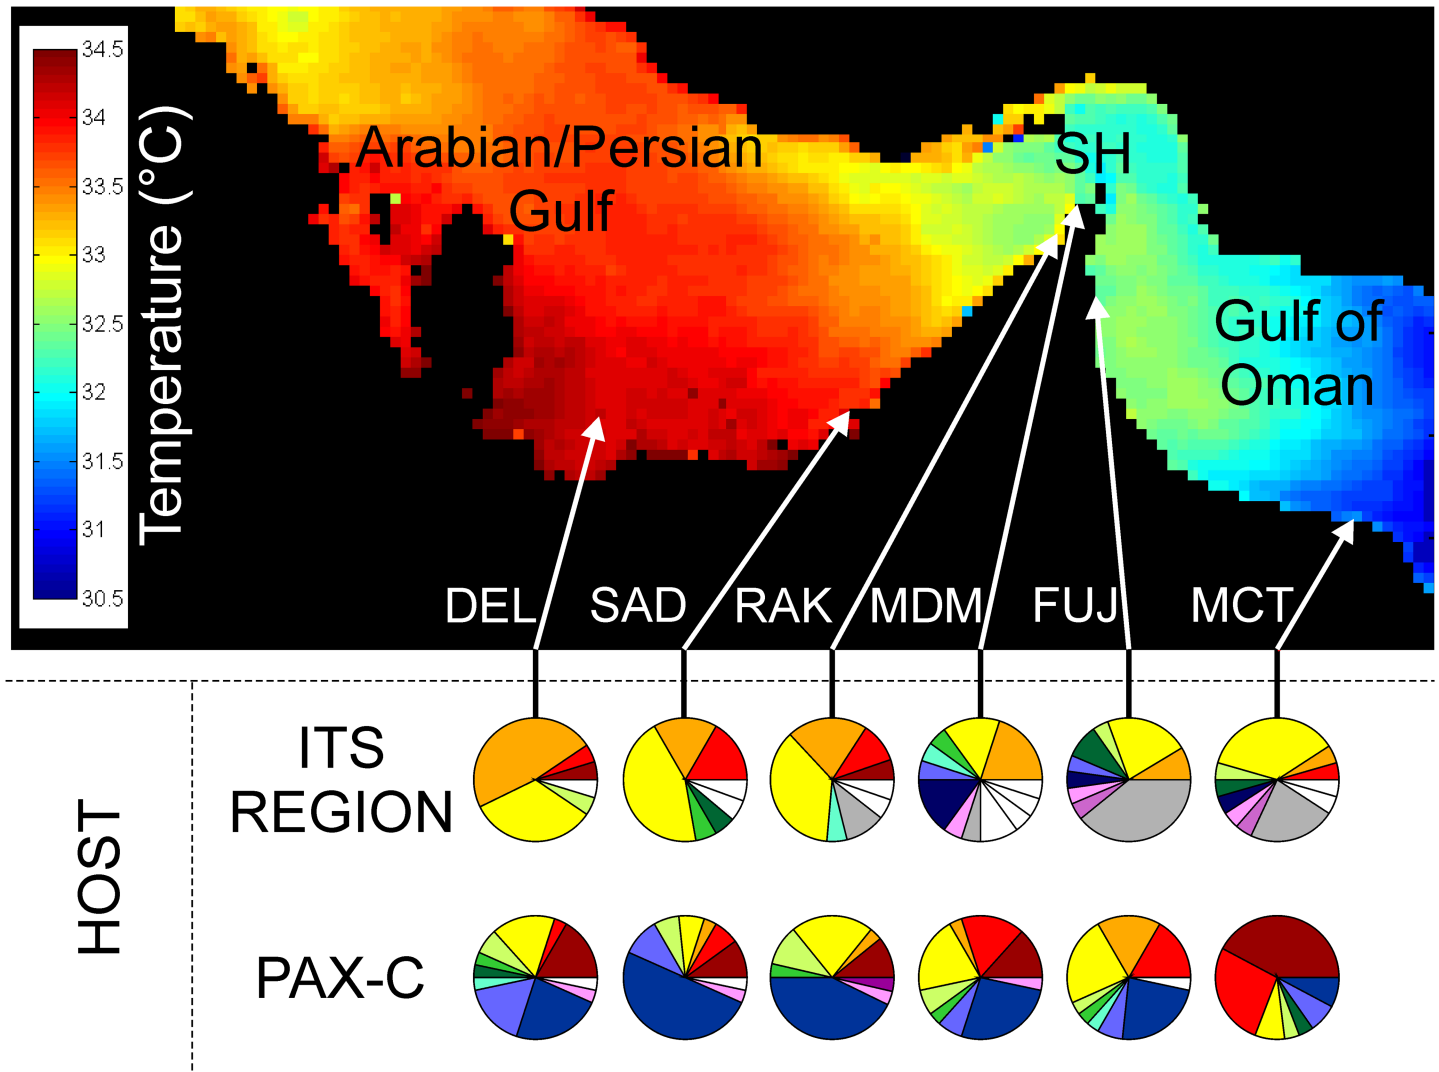 34.5
34
33.5
33
32.5
32
31.5
31
30.5
Temperature (°C)
Arabian/Persian
Gulf
SH
Gulf of
Oman
DEL
SAD
RAK
MDM
FUJ
MCT
HOST
ITS
REGION
PAX-C